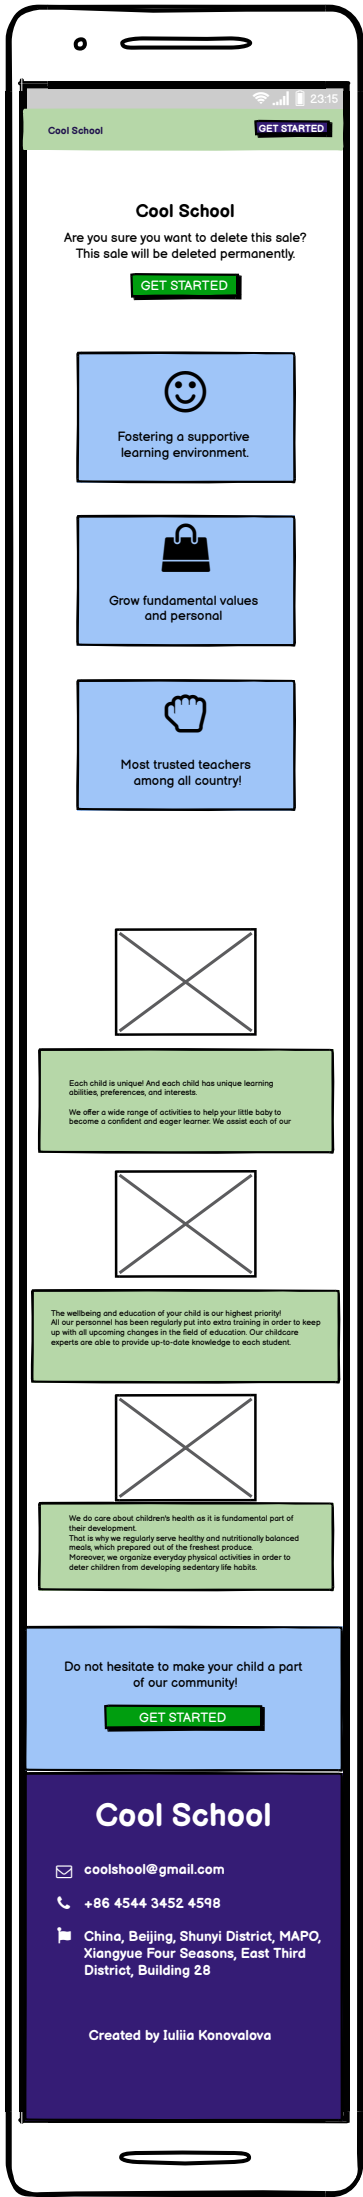 23:15
Cool School
GET STARTED
Cool School
Are you sure you want to delete this sale?
This sale will be deleted permanently.
GET STARTED
Fostering a supportive
learning environment.
Grow fundamental values
and personal
Most trusted teachers
among all country!
Each child is unique! And each child has unique learning
abilities, preferences, and interests.
We offer a wide range of activities to help your little baby to
become a confident and eager learner. We assist each of our
The wellbeing and education of your child is our highest priority!
All our personnel has been regularly put into extra training in order to keep
up with all upcoming changes in the field of education. Our childcare
experts are able to provide up-to-date knowledge to each student.
We do care about children's health as it is fundamental part of
their development.
That is why we regularly serve healthy and nutritionally balanced
meals, which prepared out of the freshest produce.
Moreover, we organize everyday physical activities in order to
deter children from developing sedentary life habits.
Do not hesitate to make your child a part
of our community!
GET STARTED
Cool School
coolshool@gmail.com
+86 4544 3452 4598
China, Beijing, Shunyi District, MAPO,
Xiangyue Four Seasons, East Third
District, Building 28
Created by Iuliia Konovalova